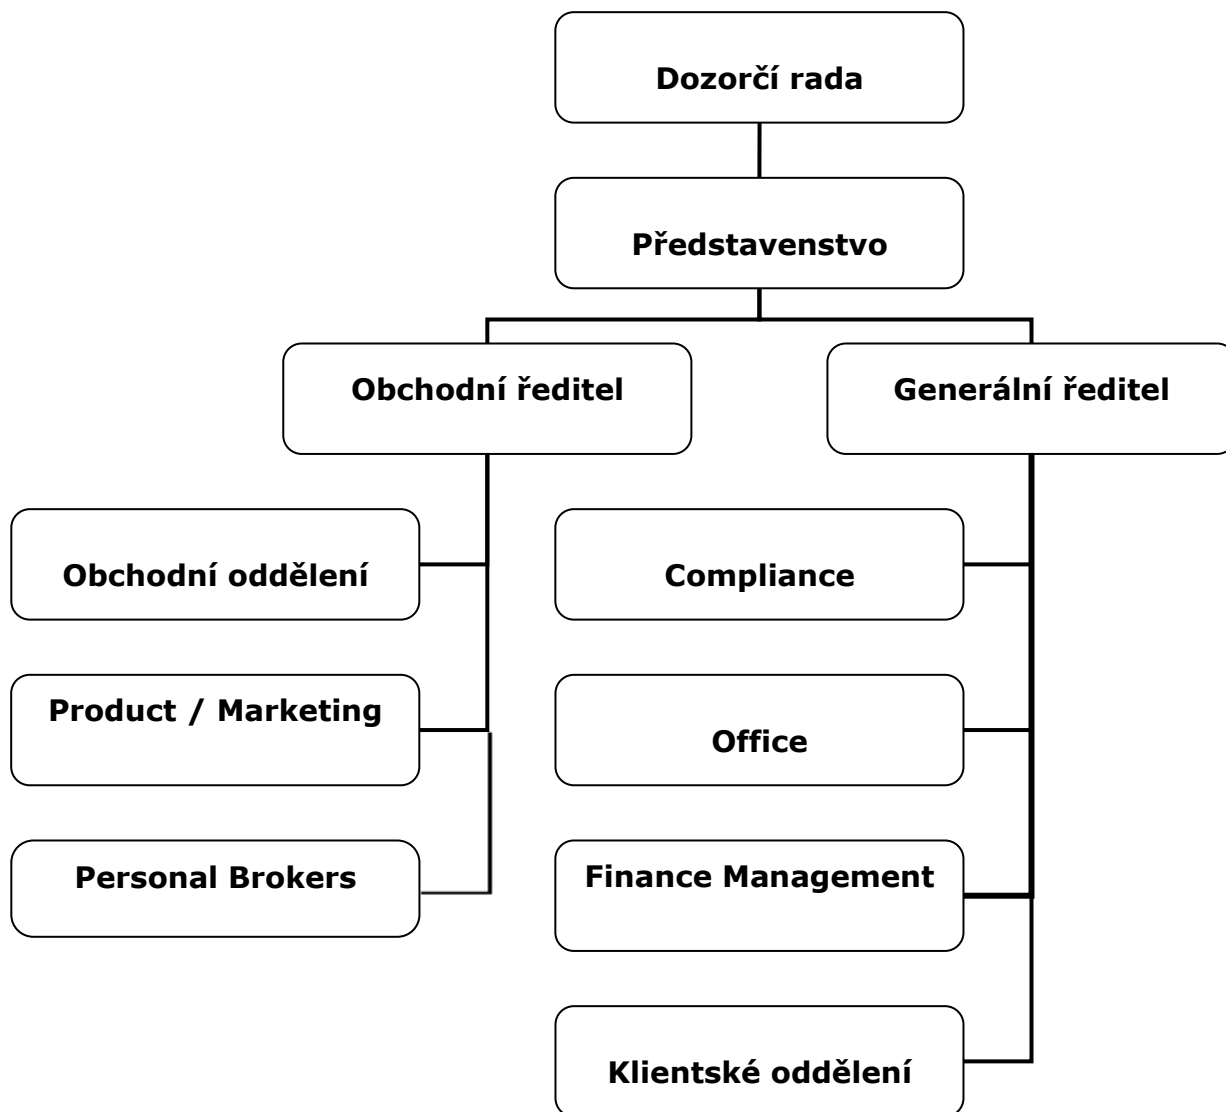 Dozorčí rada
Představenstvo
Obchodní ředitel
Generální ředitel
Obchodní oddělení
Compliance
Product / Marketing
Office
Personal Brokers
Finance Management
Klientské oddělení